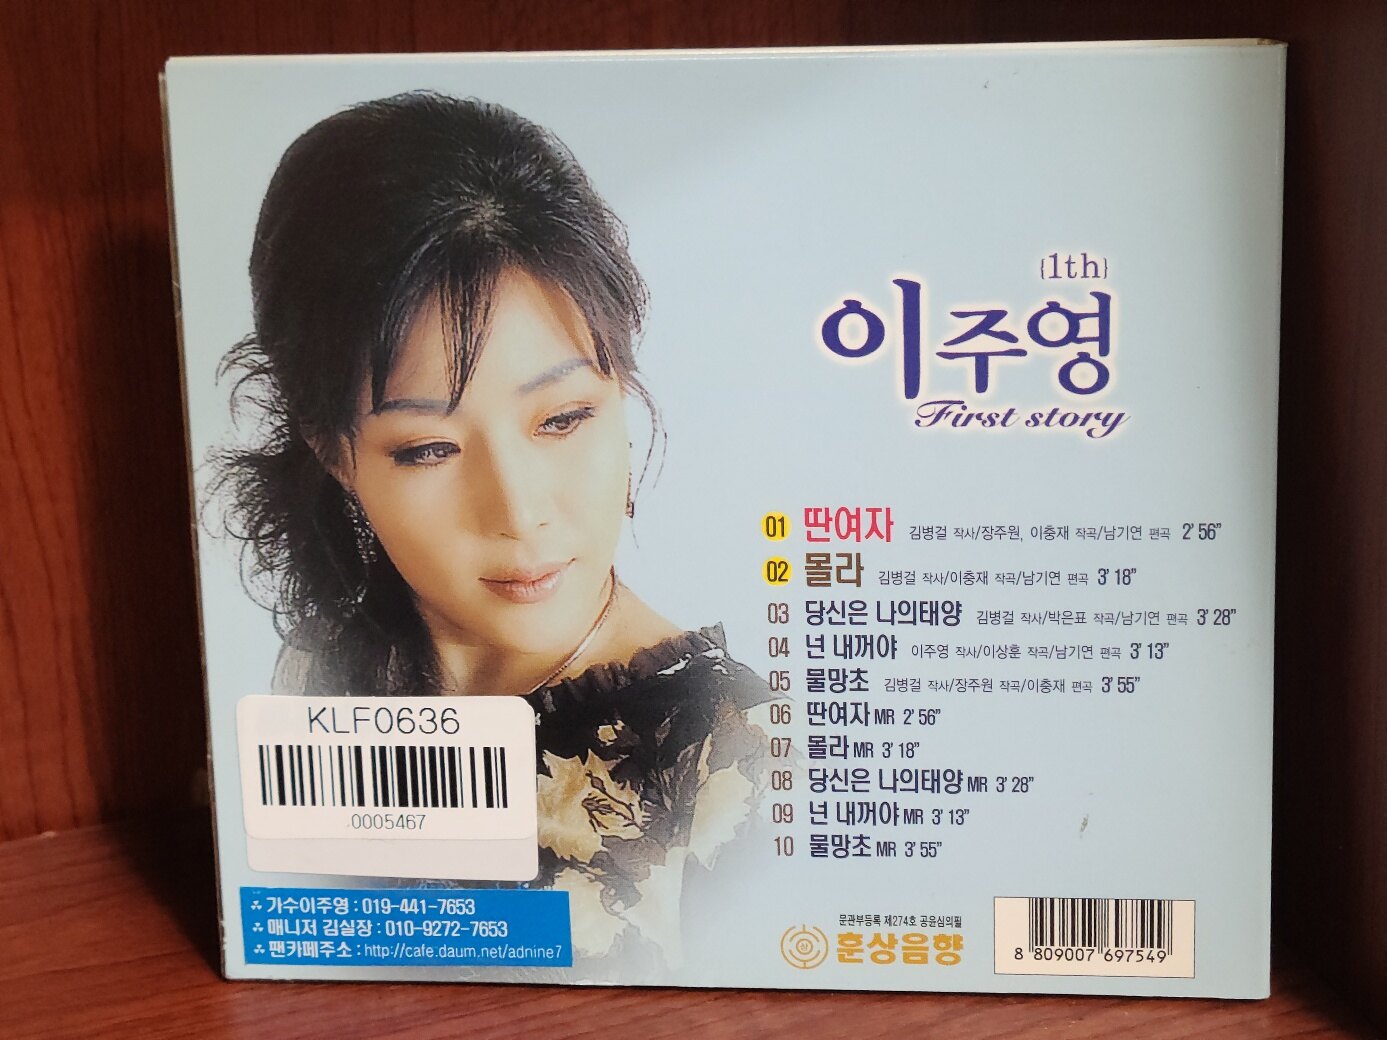 {1th}
이주영
First story
01 딴여자 김병걸 작사/장주원, 이충재 작곡/남기연 편곡 2' 56"
02 몰라 김병걸 작사/이충재 작곡/남기연 편곡 3' 18"
03 당신은 나의태양 김병걸 작사/박은표 작곡/남기연 편곡 3' 28"
04 넌 내꺼야 이주영 작사/이상훈 작곡/남기연 편곡 3' 13"
05 물망초 김병걸 작사/장주원 작곡/이충재 편곡 3' 55"
06 딴여자 MR 2' 56"
07 몰라 MR 3' 18"
08 당신은 나의태양 MR 3' 28"
09 넌 내꺼야 MR 3' 13"
10 물망초 MR 3' 55"
KLF0636
0005467
가수이주영 : 019-441-7653
매니저 김실장 : 010-9272-7653
팬카페주소 : http://cafe.daum.net/adnine7
문관부등록 제274호 공윤심의필
훈상음향
8 809007 697549